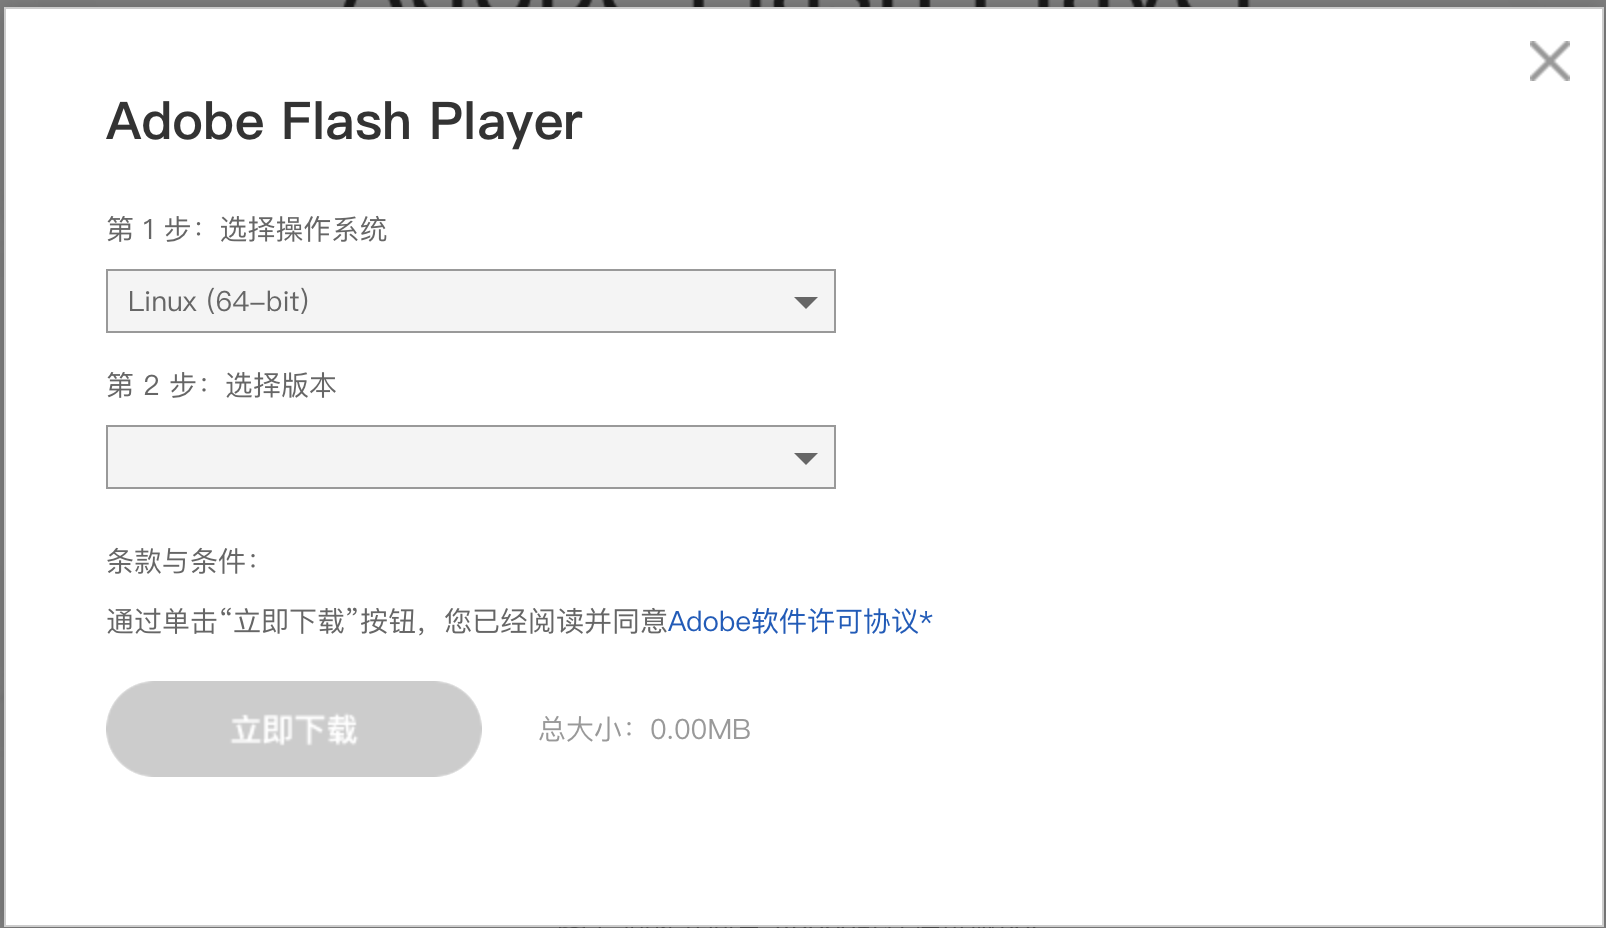 Adobe Flash Player
第 1 步：选择操作系统
Linux (64-bit)
第 2 步：选择版本
条款与条件：
通过单击“立即下载”按钮，您已经阅读并同意Adobe软件许可协议*
立即下载
总大小：0.00MB